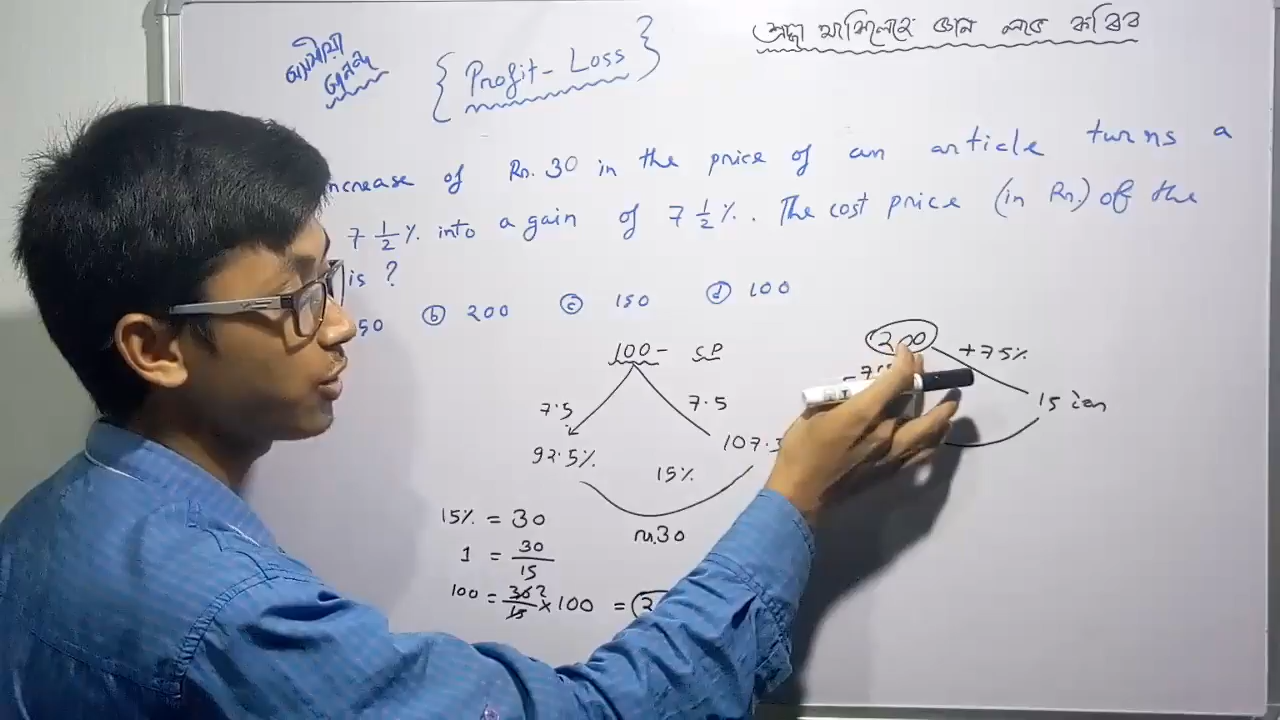 শ্ৰদ্ধা থাকিলেহে জ্ঞান লাভ কৰিব
{ Profit - Loss }
ncrease of Rs. 30 in the price of an article turns a
7 1/2 % into a gain of 7 1/2 %. The cost price (in Rs.) of the
is ?
50 ⓑ 200 ⓒ 150 ⓓ 100
100 - CP
7.5 7.5
92.5% 107.5
15%
rs.30
15% = 30
1 = 30/15
100 = 30/15 × 100 =
200
+75%
15